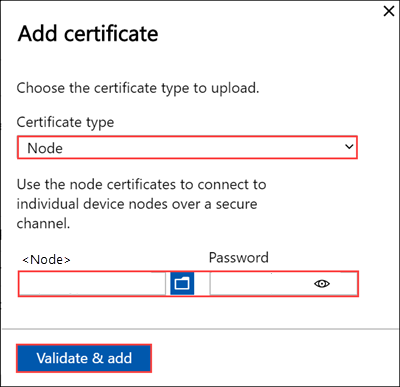 Add certificate
Choose the certificate type to upload.
Certificate type
Node
Use the node certificates to connect to
individual device nodes over a secure
channel.
<Node> Password
Validate & add